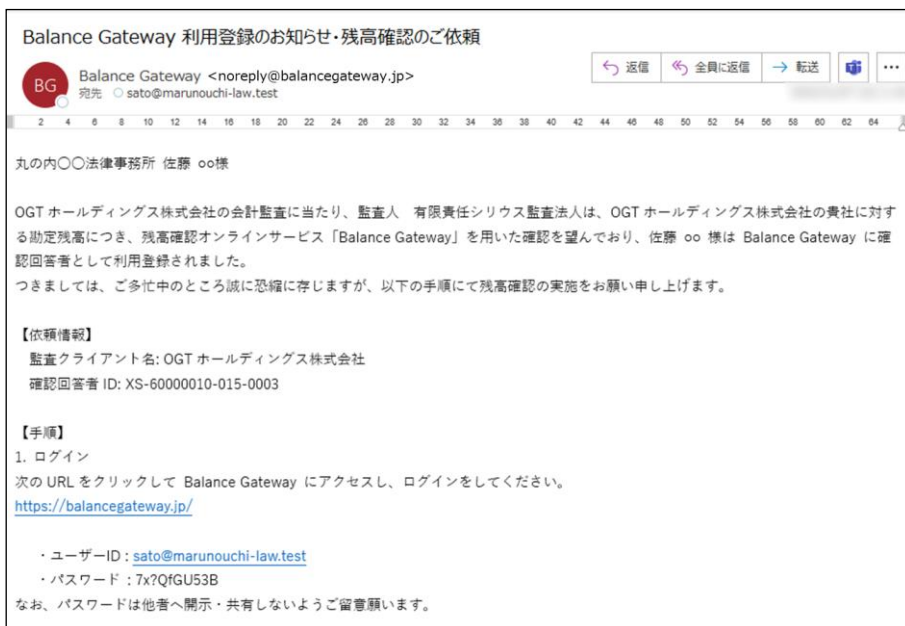 Balance Gateway 利用登録のお知らせ・残高確認のご依頼
BG
Balance Gateway <noreply@balancegateway.jp>
宛先 sato@marunouchi-law.test
返信 全員に返信 転送 ...
2 4 6 8 10 12 14 16 18 20 22 24 26 28 30 32 34 36 38 40 42 44 46 48 50 52 54 56 58 60 62 64
丸の内〇〇法律事務所 佐藤 oo様
OGT ホールディングス株式会社の会計監査に当たり、監査人 有限責任シリウス監査法人は、OGT ホールディングス株式会社の貴社に対す
る勘定残高につき、残高確認オンラインサービス「Balance Gateway」を用いた確認を望んでおり、佐藤 oo 様は Balance Gateway に確
認回答者として利用登録されました。
つきましては、ご多忙中のところ誠に恐縮に存じますが、以下の手順にて残高確認の実施をお願い申し上げます。
【依頼情報】
監査クライアント名: OGT ホールディングス株式会社
確認回答者 ID: XS-60000010-015-0003
【手順】
1. ログイン
次の URL をクリックして Balance Gateway にアクセスし、ログインをしてください。
https://balancegateway.jp/
・ユーザーID : sato@marunouchi-law.test
・パスワード : 7x?QfGU53B
なお、パスワードは他者へ開示・共有しないようご留意願います。